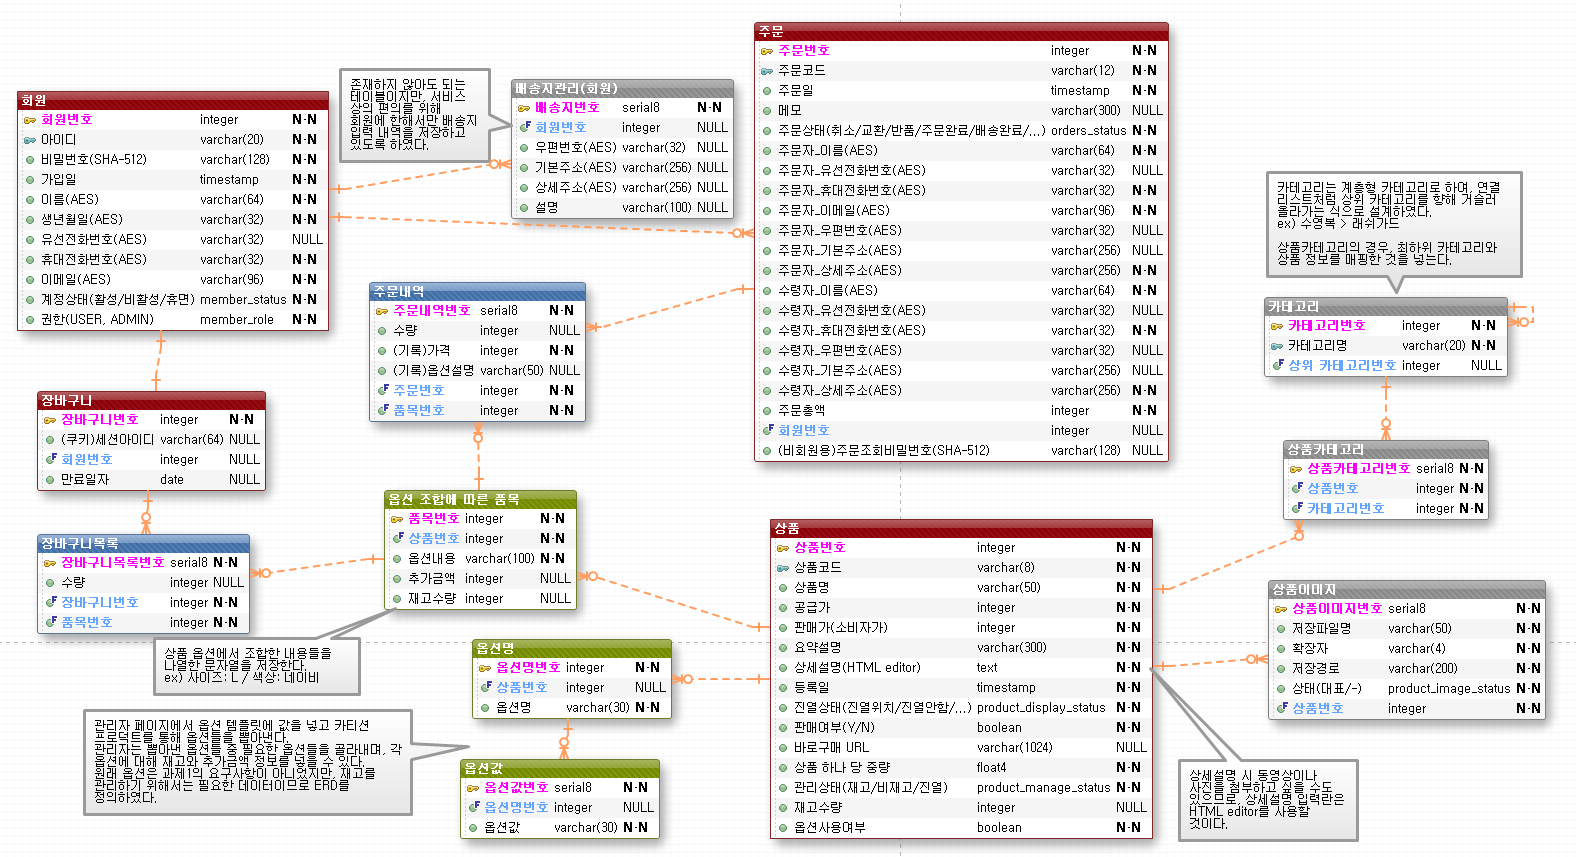 회원
회원번호 integer N-N
아이디 varchar(20) N-N
비밀번호(SHA-512) varchar(128) N-N
가입일 timestamp N-N
이름(AES) varchar(64) N-N
생년월일(AES) varchar(32) N-N
유선전화번호(AES) varchar(32) NULL
휴대전화번호(AES) varchar(32) N-N
이메일(AES) varchar(96) N-N
계정상태(활성/비활성/휴면) member_status N-N
권한(USER, ADMIN) member_role N-N
존재하지 않아도 되는
테이블이지만, 서비스
상의 편의를 위해
회원에 한해서만 배송지
입력 내역을 저장하고
있도록 하였다.
배송지관리(회원)
배송지번호 serial8 N-N
회원번호 integer NULL
우편번호(AES) varchar(32) NULL
기본주소(AES) varchar(256) NULL
상세주소(AES) varchar(256) NULL
설명 varchar(100) NULL
주문
주문번호 integer N-N
주문코드 varchar(12) N-N
주문일 timestamp N-N
메모 varchar(300) NULL
주문상태(취소/교환/반품/주문완료/배송완료/...) orders_status N-N
주문자_이름(AES) varchar(64) N-N
주문자_유선전화번호(AES) varchar(32) NULL
주문자_휴대전화번호(AES) varchar(32) N-N
주문자_이메일(AES) varchar(96) N-N
주문자_우편번호(AES) varchar(32) NULL
주문자_기본주소(AES) varchar(256) NULL
주문자_상세주소(AES) varchar(256) N-N
수령자_이름(AES) varchar(64) N-N
수령자_유선전화번호(AES) varchar(32) NULL
수령자_휴대전화번호(AES) varchar(32) N-N
수령자_우편번호(AES) varchar(32) NULL
수령자_기본주소(AES) varchar(256) NULL
수령자_상세주소(AES) varchar(256) N-N
주문총액 integer N-N
회원번호 integer NULL
(비회원용)주문조회비밀번호(SHA-512) varchar(128) NULL
카테고리는 계층형 카테고리로 하며, 연결
리스트처럼 상위 카테고리를 향해 거슬러
올라가는 식으로 설계하였다.
ex) 수영복 > 래쉬가드
상품카테고리의 경우, 최하위 카테고리와
상품 정보를 매핑한 것을 넣는다.
카테고리
카테고리번호 integer N-N
카테고리명 varchar(20) N-N
상위 카테고리번호 integer NULL
주문내역
주문내역번호 serial8 N-N
수량 integer NULL
(기록)가격 integer N-N
(기록)옵션설명 varchar(50) NULL
주문번호 integer N-N
품목번호 integer N-N
장바구니
장바구니번호 integer N-N
(쿠키)세션아이디 varchar(64) NULL
회원번호 integer NULL
만료일자 date NULL
상품카테고리
상품카테고리번호 serial8 N-N
상품번호 integer N-N
카테고리번호 integer N-N
옵션 조합에 따른 품목
품목번호 integer N-N
상품번호 integer N-N
옵션내용 varchar(100) N-N
추가금액 integer NULL
재고수량 integer NULL
장바구니목록
장바구니목록번호 serial8 N-N
수량 integer NULL
장바구니번호 integer N-N
품목번호 integer N-N
상품
상품번호 integer N-N
상품코드 varchar(8) N-N
상품명 varchar(50) N-N
공급가 integer N-N
판매가(소비자가) integer N-N
요약설명 varchar(300) N-N
상세설명(HTML editor) text N-N
등록일 timestamp N-N
진열상태(진열위치/진열안함/...) product_display_status N-N
판매여부(Y/N) boolean N-N
바로구매 URL varchar(1024) NULL
상품 하나 당 중량 float4 N-N
관리상태(재고/비재고/진열) product_manage_status N-N
재고수량 integer NULL
옵션사용여부 boolean N-N
상품이미지
상품이미지번호 serial8 N-N
저장파일명 varchar(50) N-N
확장자 varchar(4) N-N
저장경로 varchar(200) N-N
상태(대표/-) product_image_status N-N
상품번호 integer N-N
상품 옵션에서 조합한 내용들을
나열한 문자열을 저장한다.
ex) 사이즈: L / 색상: 네이비
옵션명
옵션명번호 integer N-N
상품번호 integer NULL
옵션명 varchar(30) N-N
관리자 페이지에서 옵션 템플릿에 값을 넣고 카티션
프로덕트를 통해 옵션들을 뽑아낸다.
관리자는 뽑아낸 옵션들 중 필요한 옵션들을 골라내며, 각
옵션에 대해 재고와 추가금액 정보를 넣을 수 있다.
원래 옵션은 과제1의 요구사항이 아니었지만, 재고를
관리하기 위해서는 필요한 데이터이므로 ERD를
정의하였다.
옵션값
옵션값번호 serial8 N-N
옵션명번호 integer NULL
옵션값 varchar(30) N-N
상세설명 시 동영상이나
사진을 첨부하고 싶을 수도
있으므로, 상세설명 입력란은
HTML editor를 사용할
것이다.